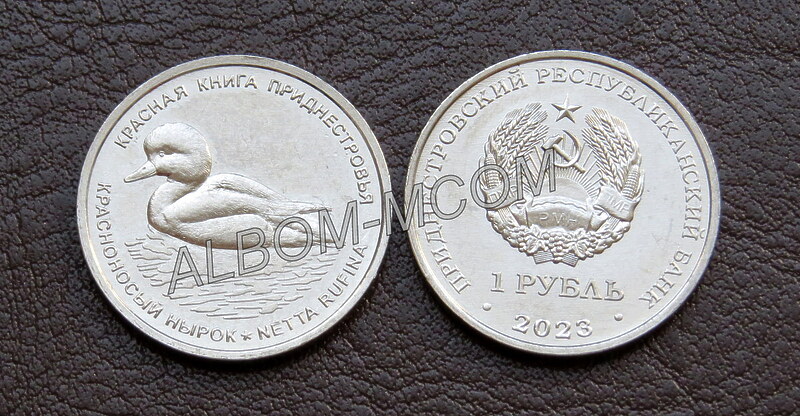 КРАСНАЯ КНИГА ПРИДНЕСТРОВЬЯ
КРАСНОНОСЫЙ НЫРОК * NETTA RUFINA
ПРИДНЕСТРОВСКИЙ РЕСПУБЛИКАНСКИЙ БАНК
1 РУБЛЬ
• 2023 •
ALBOM-MCOM